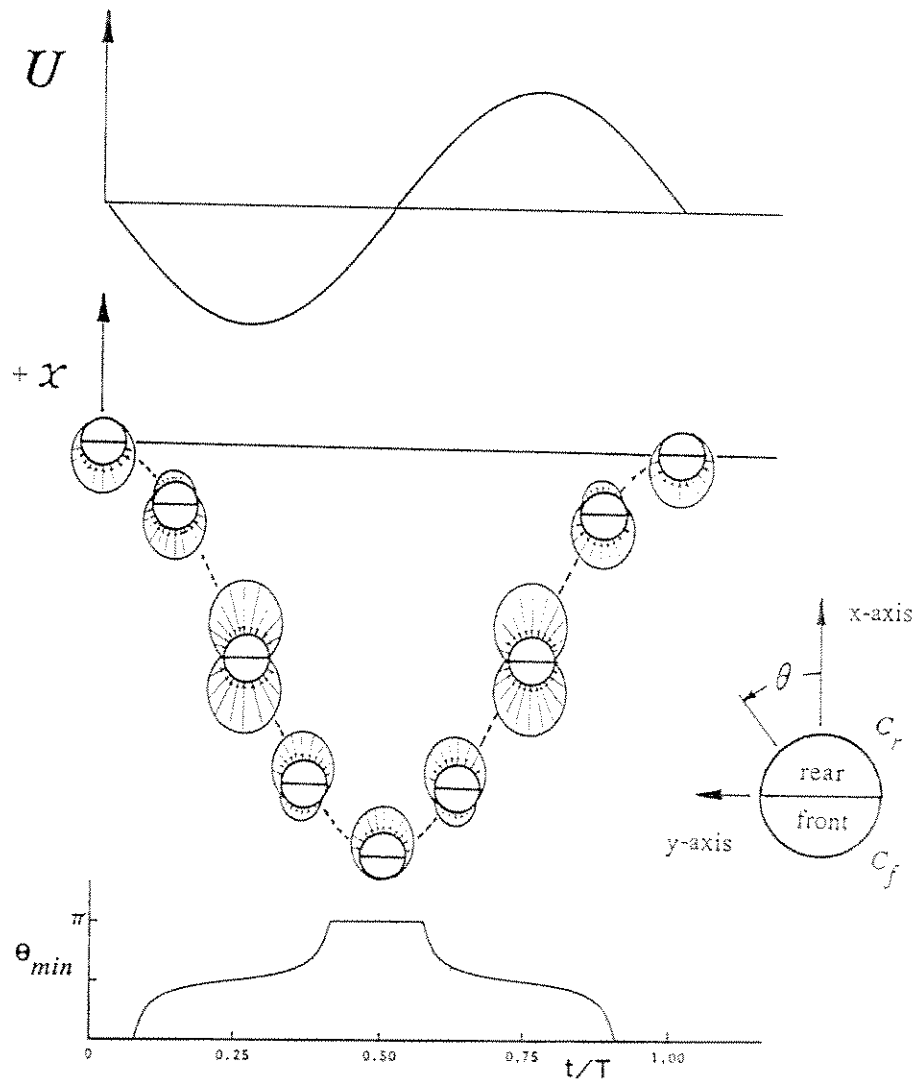 U
+ x
x-axis
θ
C_r
rear
front
y-axis
C_f
π
Θ_min
0 0.25 0.50 0.75 1.00
t/T